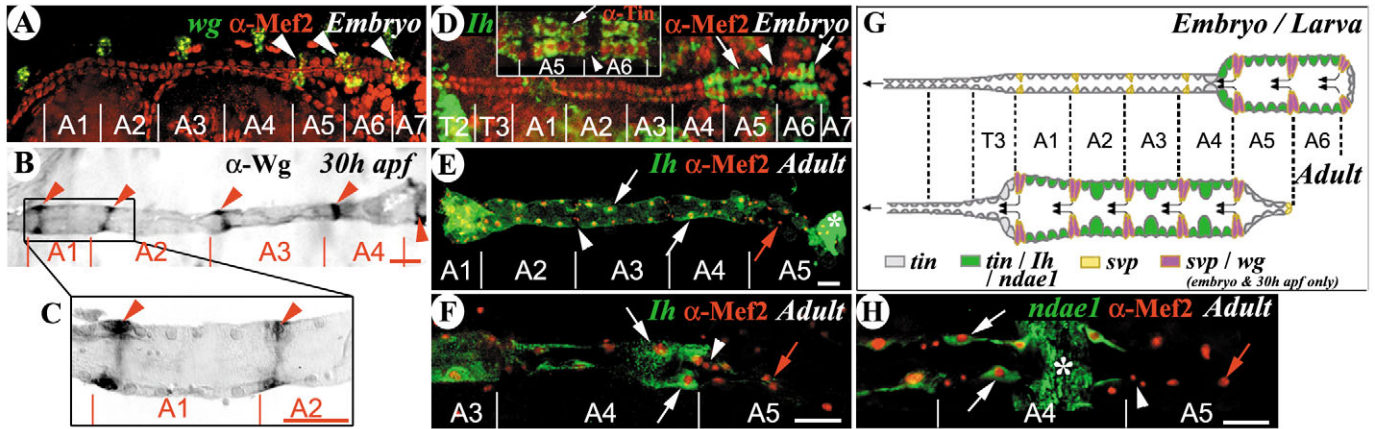 A wg α-Mef2 Embryo
A1 A2 A3 A4 A5 A6 A7
B α-Wg 30h apf
A1 A2 A3 A4
C
A1 A2
D Ih α-Tin α-Mef2 Embryo
A5 A6
T2 T3 A1 A2 A3 A4 A5 A6 A7
E Ih α-Mef2 Adult
*
A1 A2 A3 A4 A5
F Ih α-Mef2 Adult
A3 A4 A5
G Embryo / Larva
T3 A1 A2 A3 A4 A5 A6
Adult
tin tin / Ih / ndae1 svp svp / wg
(embryo & 30h apf only)
H ndae1 α-Mef2 Adult
*
A4 A5